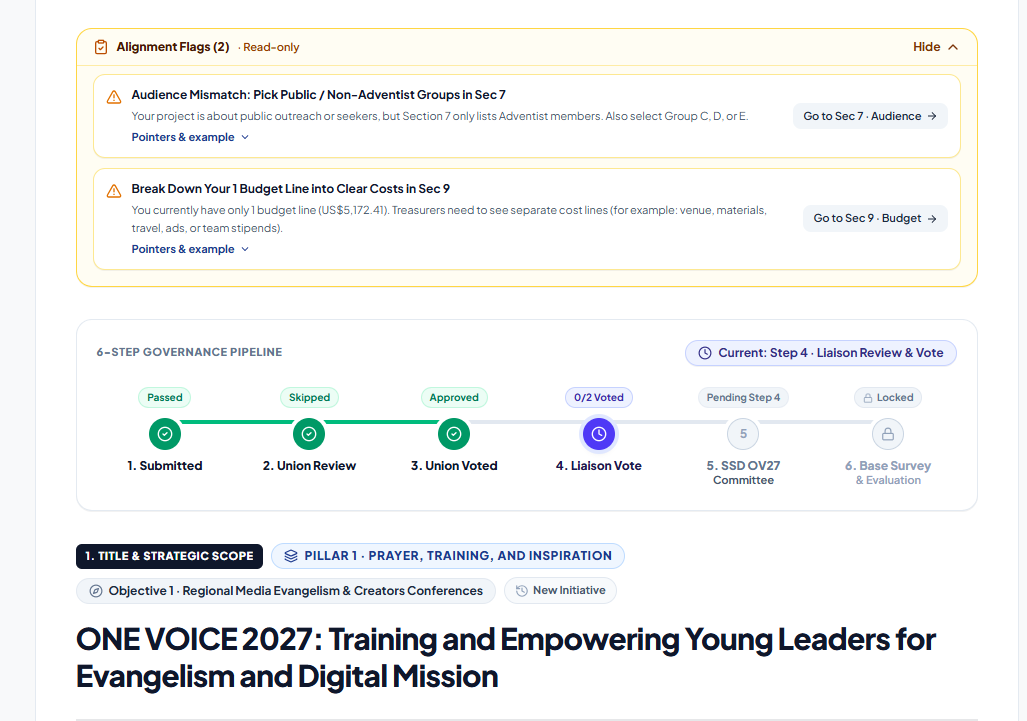 Alignment Flags (2) · Read-only
Hide
Audience Mismatch: Pick Public / Non-Adventist Groups in Sec 7
Your project is about public outreach or seekers, but Section 7 only lists Adventist members. Also select Group C, D, or E.
Pointers & example
Go to Sec 7 · Audience →
Break Down Your 1 Budget Line into Clear Costs in Sec 9
You currently have only 1 budget line (US$5,172.41). Treasurers need to see separate cost lines (for example: venue, materials,
travel, ads, or team stipends).
Pointers & example
Go to Sec 9 · Budget →
6-STEP GOVERNANCE PIPELINE
Current: Step 4 · Liaison Review & Vote
Passed
Skipped
Approved
0/2 Voted
Pending Step 4
Locked
5
1. Submitted
2. Union Review
3. Union Voted
4. Liaison Vote
5. SSD OV27
Committee
6. Base Survey
& Evaluation
1. TITLE & STRATEGIC SCOPE
PILLAR 1 · PRAYER, TRAINING, AND INSPIRATION
Objective 1 · Regional Media Evangelism & Creators Conferences
New Initiative
ONE VOICE 2027: Training and Empowering Young Leaders for
Evangelism and Digital Mission